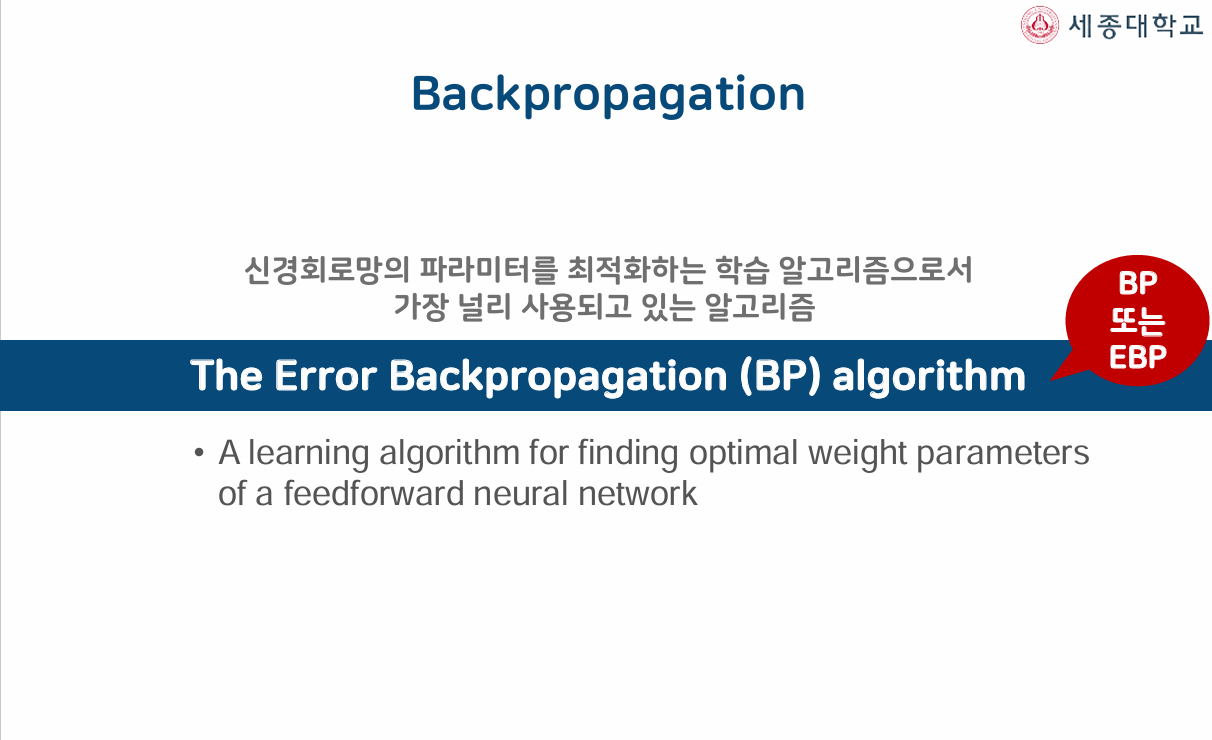 세종대학교
Backpropagation
신경회로망의 파라미터를 최적화하는 학습 알고리즘으로서
가장 널리 사용되고 있는 알고리즘
BP
또는
EBP
The Error Backpropagation (BP) algorithm
• A learning algorithm for finding optimal weight parameters
of a feedforward neural network